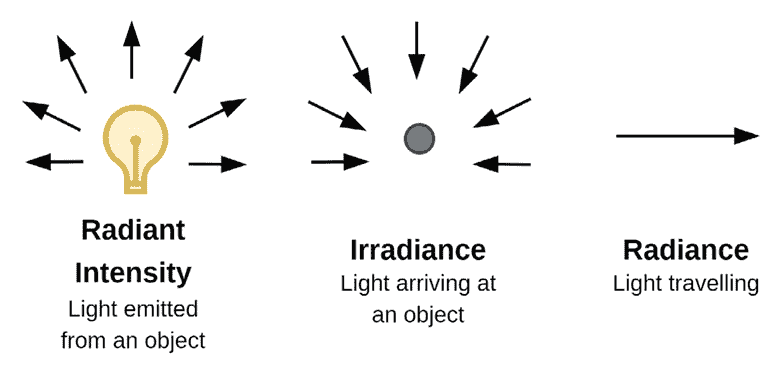 Radiant
Intensity
Light emitted
from an object
Irradiance
Light arriving at
an object
Radiance
Light travelling